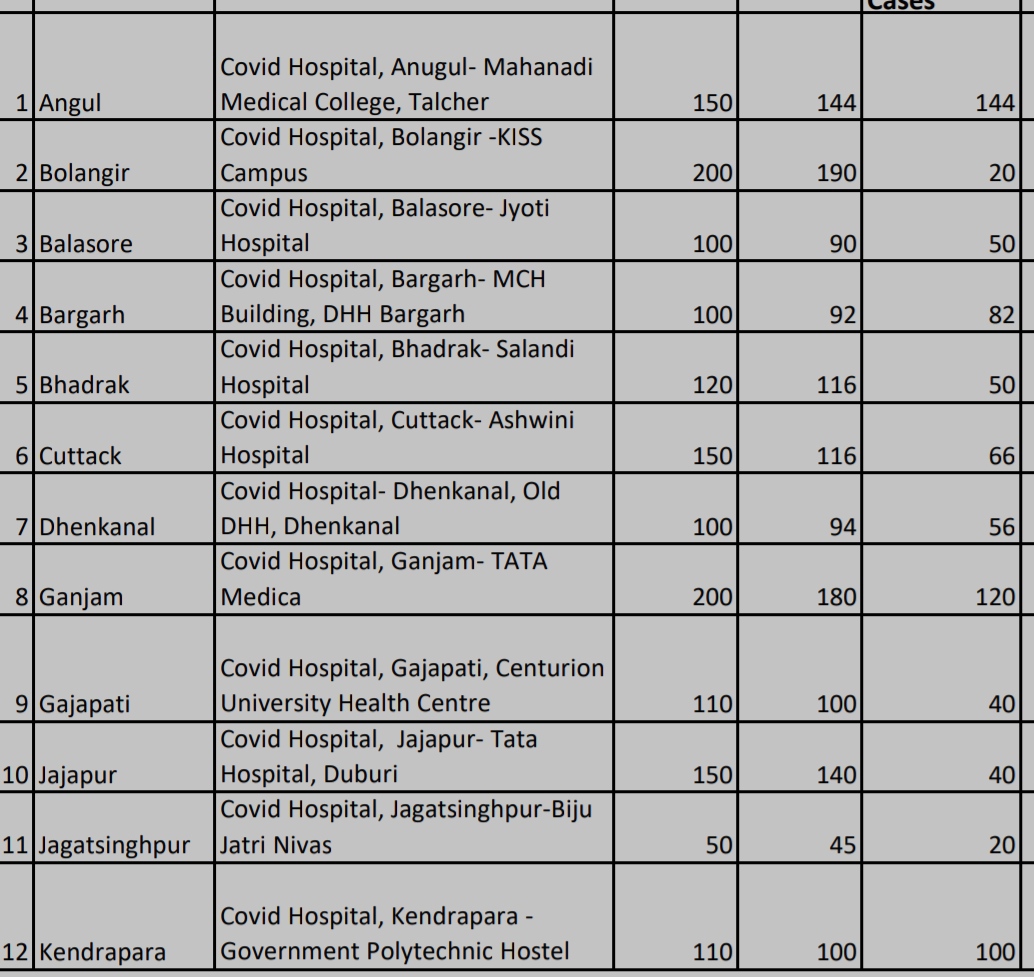 Cases
Covid Hospital, Anugul- Mahanadi
1 Angul Medical College, Talcher 150 144 144
Covid Hospital, Bolangir -KISS
2 Bolangir Campus 200 190 20
Covid Hospital, Balasore- Jyoti
3 Balasore Hospital 100 90 50
Covid Hospital, Bargarh- MCH
4 Bargarh Building, DHH Bargarh 100 92 82
Covid Hospital, Bhadrak- Salandi
5 Bhadrak Hospital 120 116 50
Covid Hospital, Cuttack- Ashwini
6 Cuttack Hospital 150 116 66
Covid Hospital- Dhenkanal, Old
7 Dhenkanal DHH, Dhenkanal 100 94 56
Covid Hospital, Ganjam- TATA
8 Ganjam Medica 200 180 120
Covid Hospital, Gajapati, Centurion
9 Gajapati University Health Centre 110 100 40
Covid Hospital, Jajapur- Tata
10 Jajapur Hospital, Duburi 150 140 40
Covid Hospital, Jagatsinghpur-Biju
11 Jagatsinghpur Jatri Nivas 50 45 20
Covid Hospital, Kendrapara -
12 Kendrapara Government Polytechnic Hostel 110 100 100